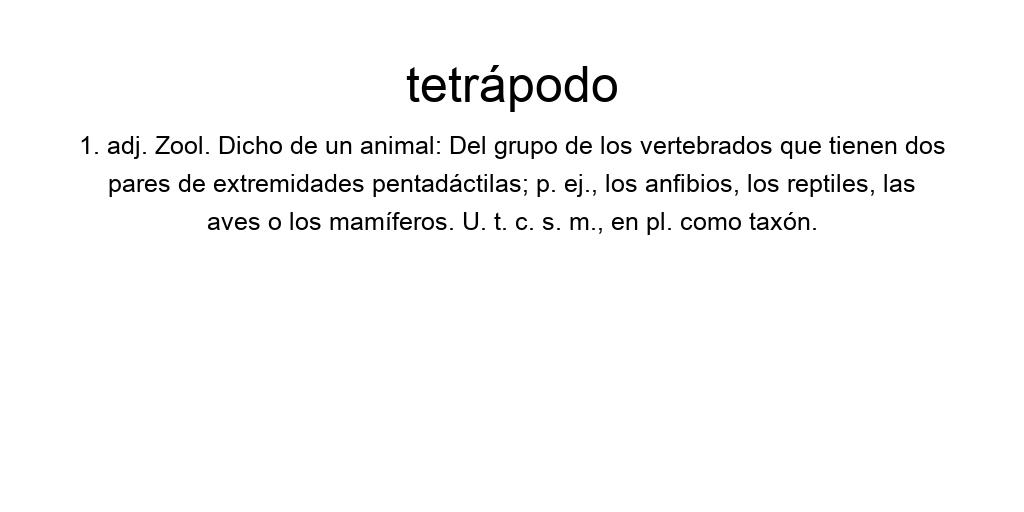 tetrápodo
1. adj. Zool. Dicho de un animal: Del grupo de los vertebrados que tienen dos
pares de extremidades pentadáctilas; p. ej., los anfibios, los reptiles, las
aves o los mamíferos. U. t. c. s. m., en pl. como taxón.